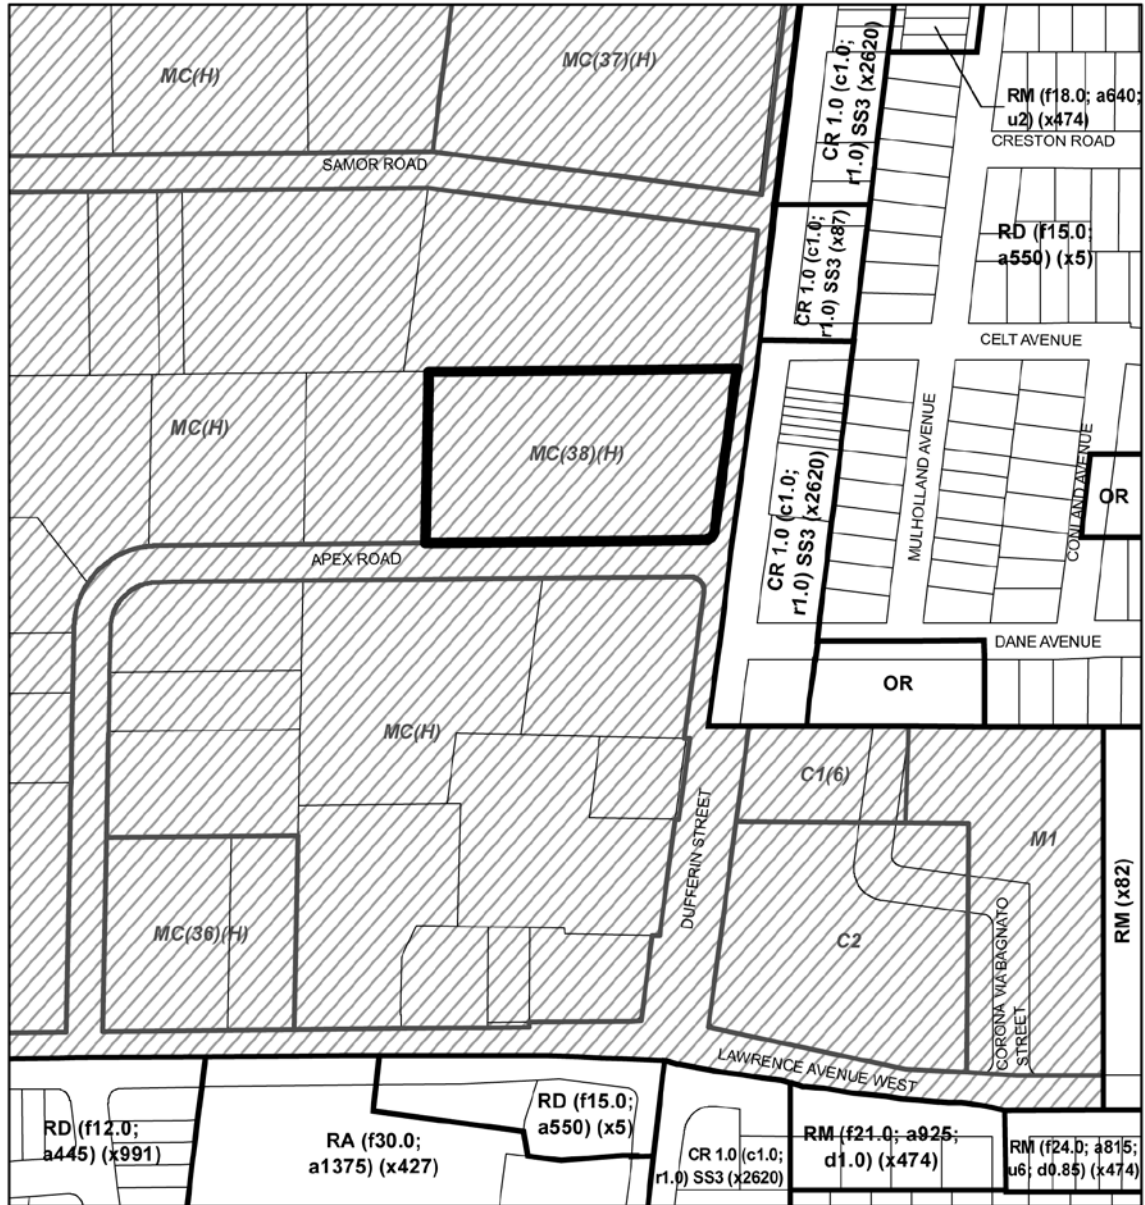 MC(H)
MC(37)(H)
CR 1.0 (c1.0;
r1.0) SS3 (x2620)
RM (f18.0; a640;
u2) (x474)
CRESTON ROAD
SAMOR ROAD
CR 1.0 (c1.0;
r1.0) SS3 (x87)
RD (f15.0;
a550) (x5)
CELT AVENUE
MC(H)
MC(38)(H)
CR 1.0 (c1.0;
r1.0) SS3 (x2620)
MULHOLLAND AVENUE
CONLAND AVENUE
OR
APEX ROAD
DANE AVENUE
OR
MC(H)
C1(6)
DUFFERIN STREET
M1
RM (x82)
MC(36)(H)
C2
CORONA VIA BAGNATO
STREET
LAWRENCE AVENUE WEST
RD (f12.0;
a445) (x991)
RA (f30.0;
a1375) (x427)
RD (f15.0;
a550) (x5)
CR 1.0 (c1.0;
r1.0) SS3 (x2620)
RM (f21.0; a925;
d1.0) (x474)
RM (f24.0; a815;
u6; d0.85) (x474)